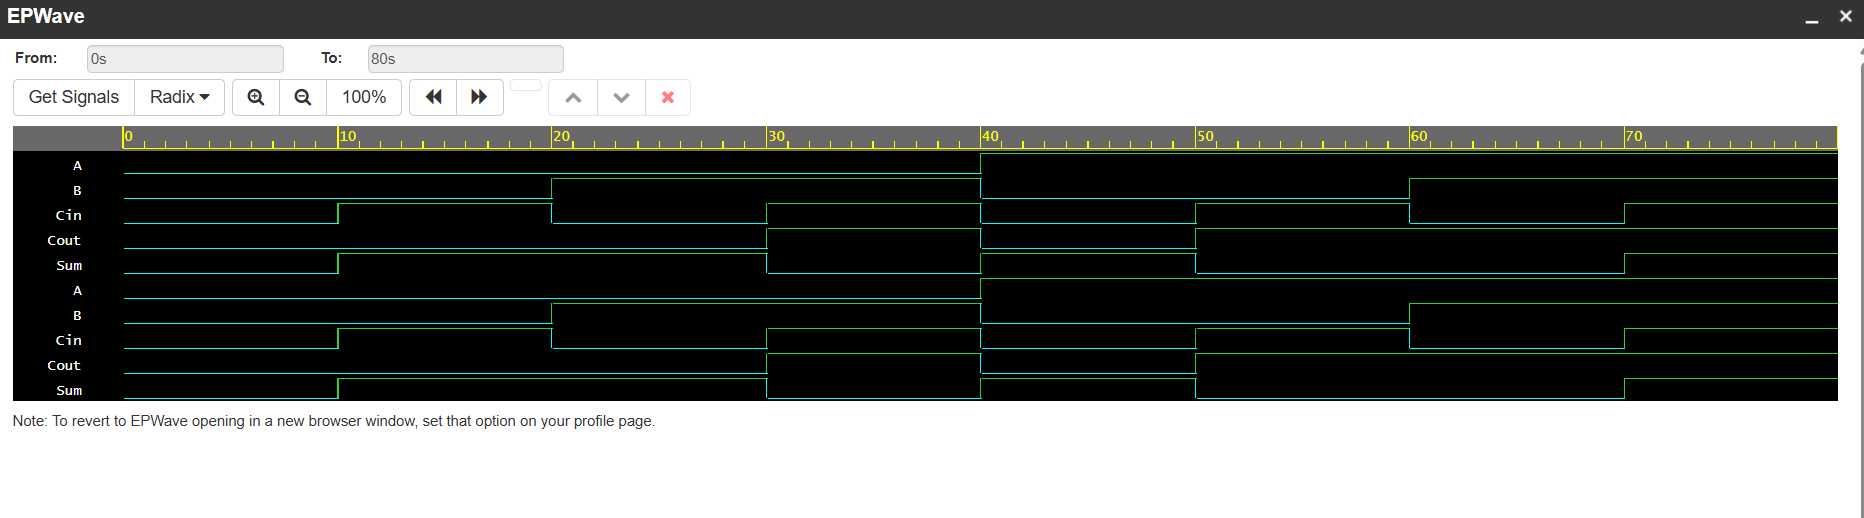 EPWave
From: 0s To: 80s
Get Signals Radix 100%
0 10 20 30 40 50 60 70
A
B
Cin
Cout
Sum
A
B
Cin
Cout
Sum
Note: To revert to EPWave opening in a new browser window, set that option on your profile page.